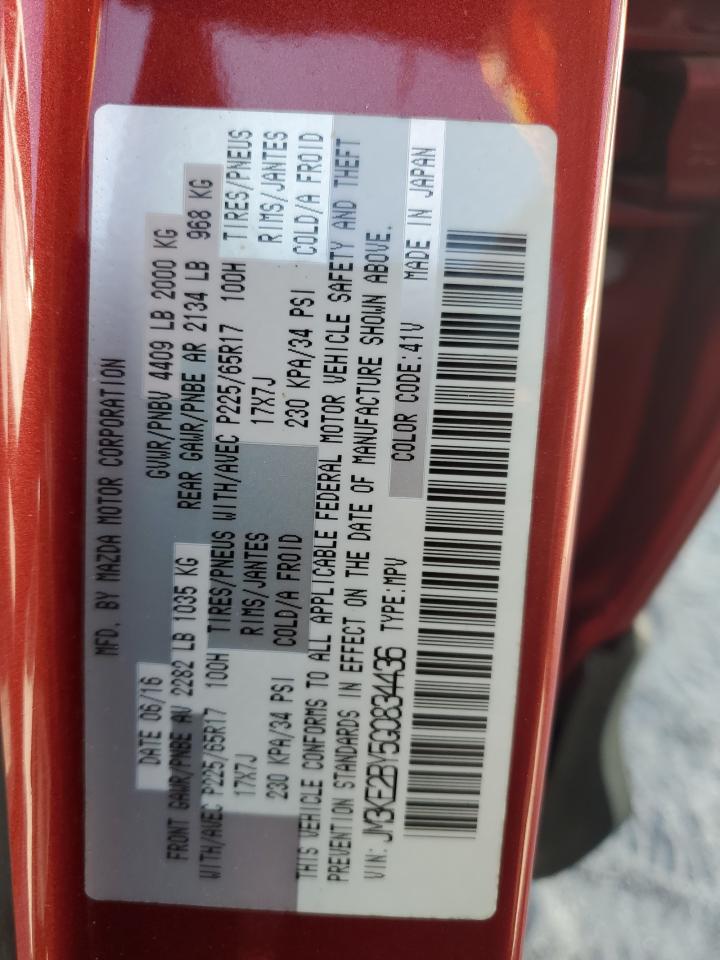 MFD. BY MAZDA MOTOR CORPORATION
DATE 06/16 GVWR/PNBV 4409 LB 2000 KG
FRONT GAWR/PNBE AV 2282 LB 1035 KG REAR GAWR/PNBE AR 2134 LB 968 KG
WITH/AVEC P225/65R17 100H TIRES/PNEUS WITH/AVEC P225/65R17 100H TIRES/PNEUS
17X7J RIMS/JANTES 17X7J RIMS/JANTES
230 KPA/34 PSI COLD/A FROID 230 KPA/34 PSI COLD/A FROID
THIS VEHICLE CONFORMS TO ALL APPLICABLE FEDERAL MOTOR VEHICLE SAFETY AND THEFT
PREVENTION STANDARDS IN EFFECT ON THE DATE OF MANUFACTURE SHOWN ABOVE.
VIN: JM3KE2BY5G0834436 TYPE:MPV COLOR CODE:41V MADE IN JAPAN